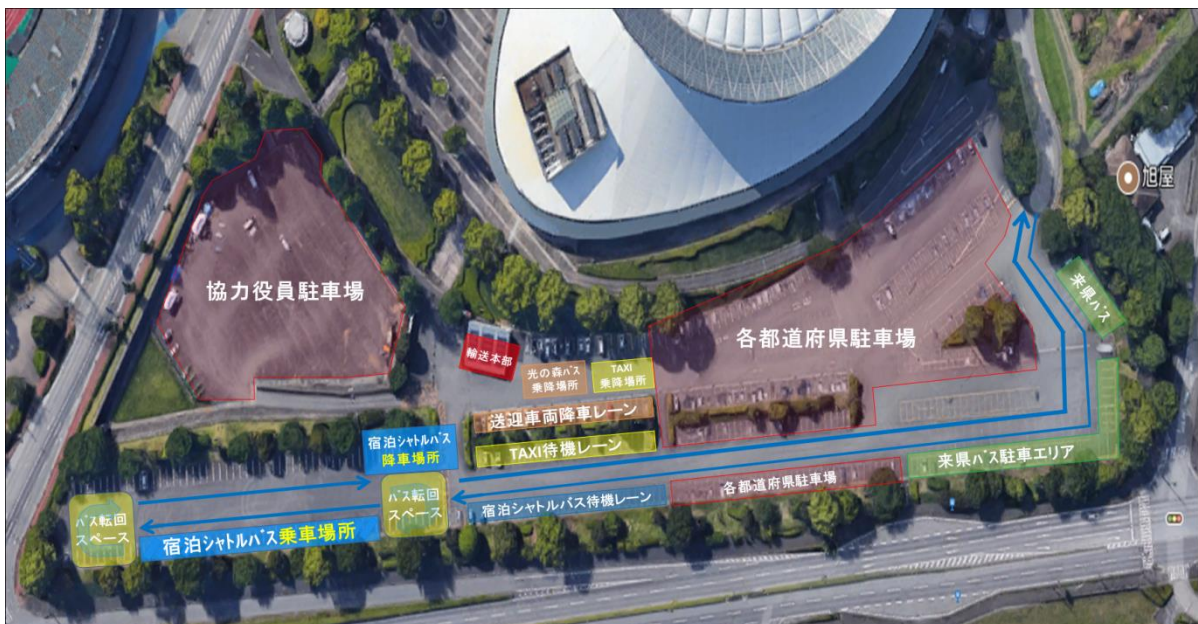 旭屋
来県バス
協力役員駐車場
各都道府県駐車場
輸送本部
光の森バス
乗降場所
TAXI
乗降場所
送迎車両降車レーン
TAXI待機レーン
宿泊シャトルバス
降車場所
来県バス駐車エリア
各都道府県駐車場
宿泊シャトルバス待機レーン
バス転回
スペース
バス転回
スペース
宿泊シャトルバス乗車場所